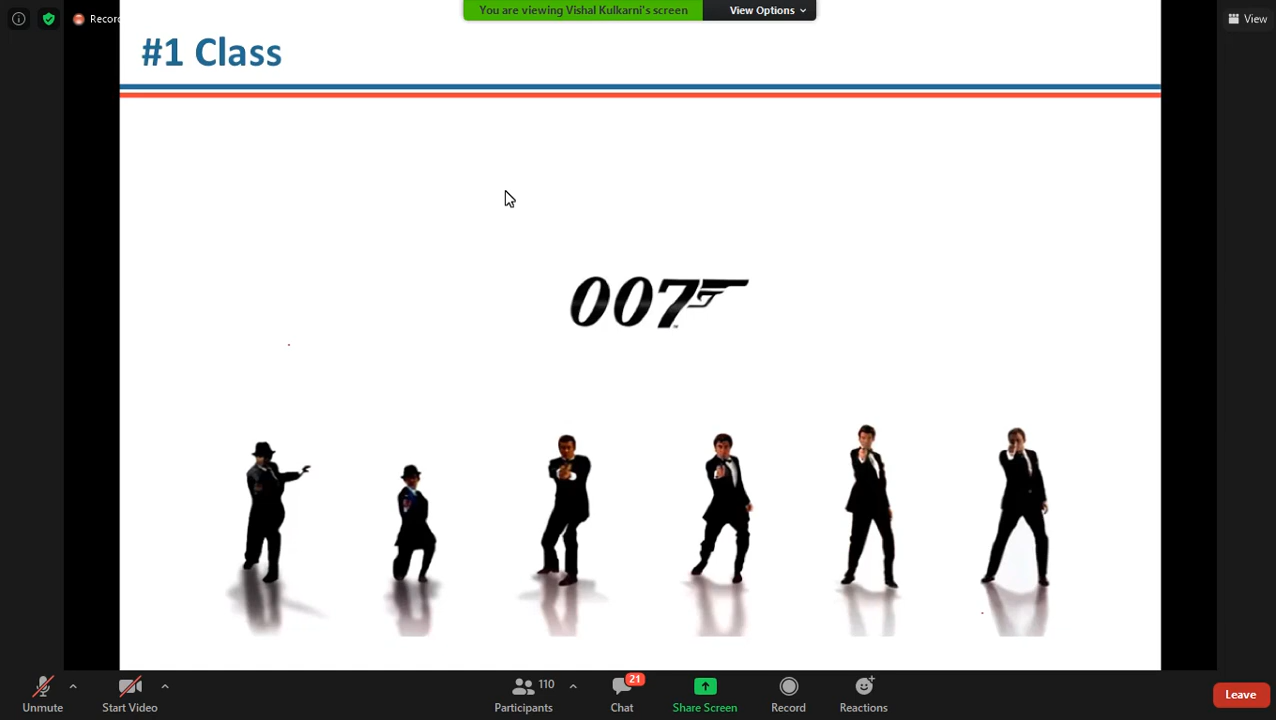 Recor
You are viewing Vishal Kulkarni's screen
View Options
View
#1 Class
007
Unmute
Start Video
110
Participants
21
Chat
Share Screen
Record
Reactions
Leave